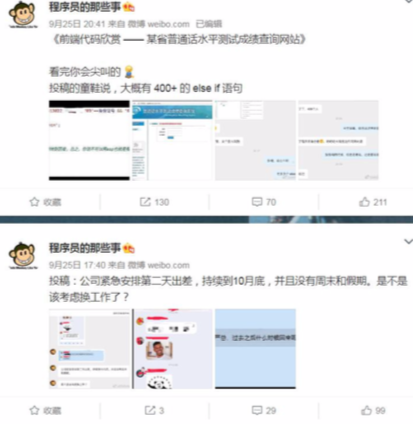 程序员的那些事
9月25日 20:41 来自 微博 weibo.com 已编辑
《前端代码欣赏 —— 某省普通话水平测试成绩查询网站》
看完你会尖叫的
投稿的童鞋说，大概有 400+ 的 else if 语句
收藏
130
70
211
程序员的那些事
9月25日 17:40 来自 微博 weibo.com
投稿：公司紧急安排第二天出差，持续到10月底，并且没有周末和假期。是不是
该考虑换工作了？
收藏
3
29
99